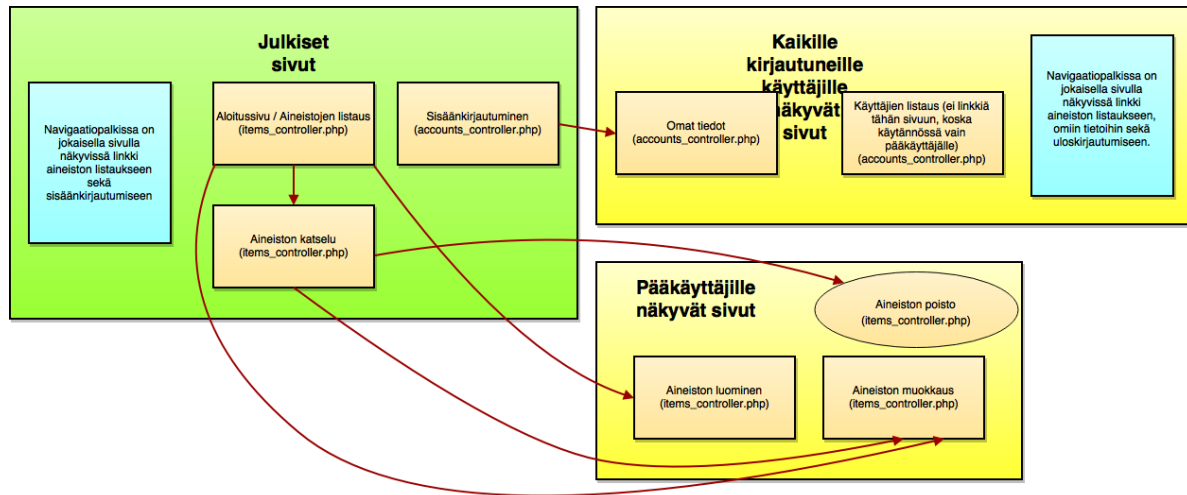 Julkiset
sivut
Navigaatiopalkissa on
jokaisella sivulla
näkyvissä linkki
aineiston listaukseen
sekä
sisäänkirjautumiseen
Aloitussivu / Aineistojen listaus
(items_controller.php)
Sisäänkirjautuminen
(accounts_controller.php)
Aineiston katselu
(items_controller.php)
Kaikille
kirjautuneille
käyttäjille
näkyvät
sivut
Omat tiedot
(accounts_controller.php)
Käyttäjien listaus (ei linkkiä
tähän sivuun, koska
käytännössä vain
pääkäyttäjälle)
(accounts_controller.php)
Navigaatiopalkissa on
jokaisella sivulla
näkyvissä linkki
aineiston listaukseen,
omiin tietoihin sekä
uloskirjautumiseen.
Pääkäyttäjille
näkyvät sivut
Aineiston poisto
(items_controller.php)
Aineiston luominen
(items_controller.php)
Aineiston muokkaus
(items_controller.php)